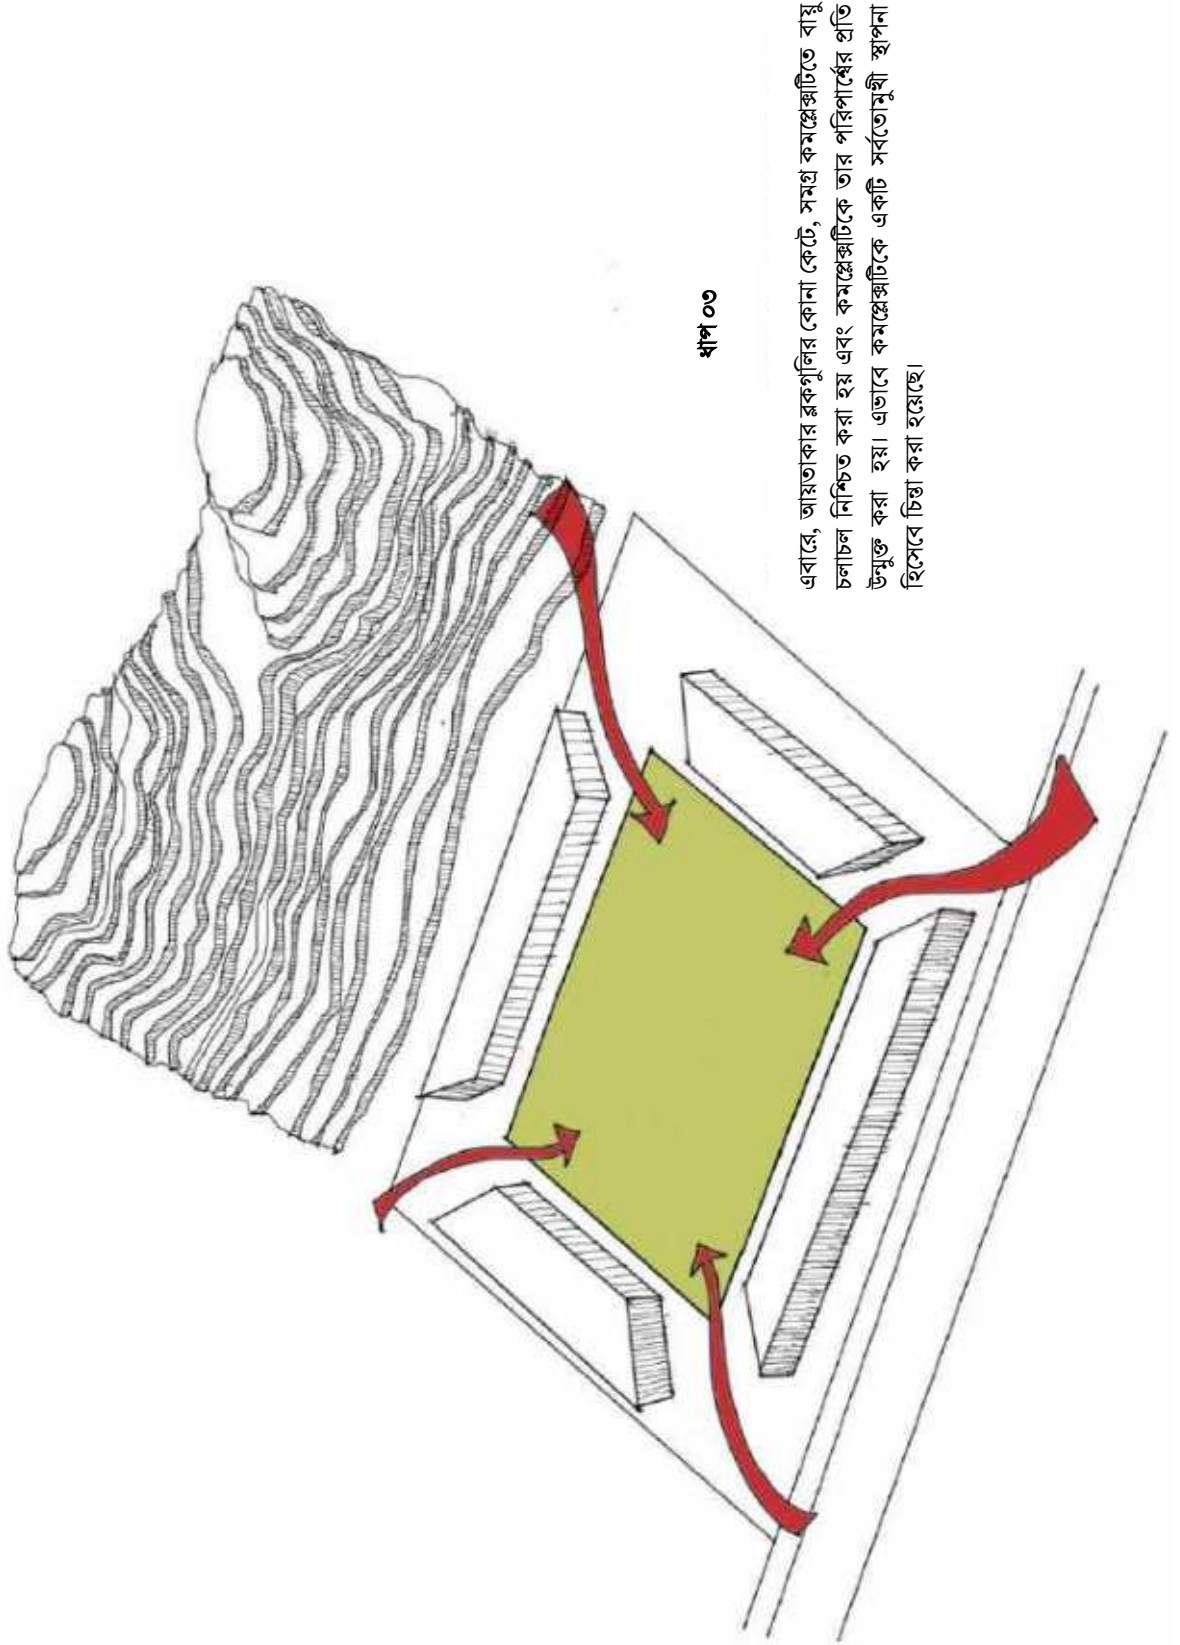 ধাপ ০৩
এবারে, আয়তাকার ব্লকগুলির কোনা কেটে, সমগ্র কমপ্লেক্সটিতে বায়ু
চলাচল নিশ্চিত করা হয় এবং কমপ্লেক্সটিকে তার পরিপার্শ্বের প্রতি
উন্মুক্ত করা হয়। এভাবে কমপ্লেক্সটিকে একটি সর্বতোমুখী স্থাপনা
হিসেবে চিন্তা করা হয়েছে।